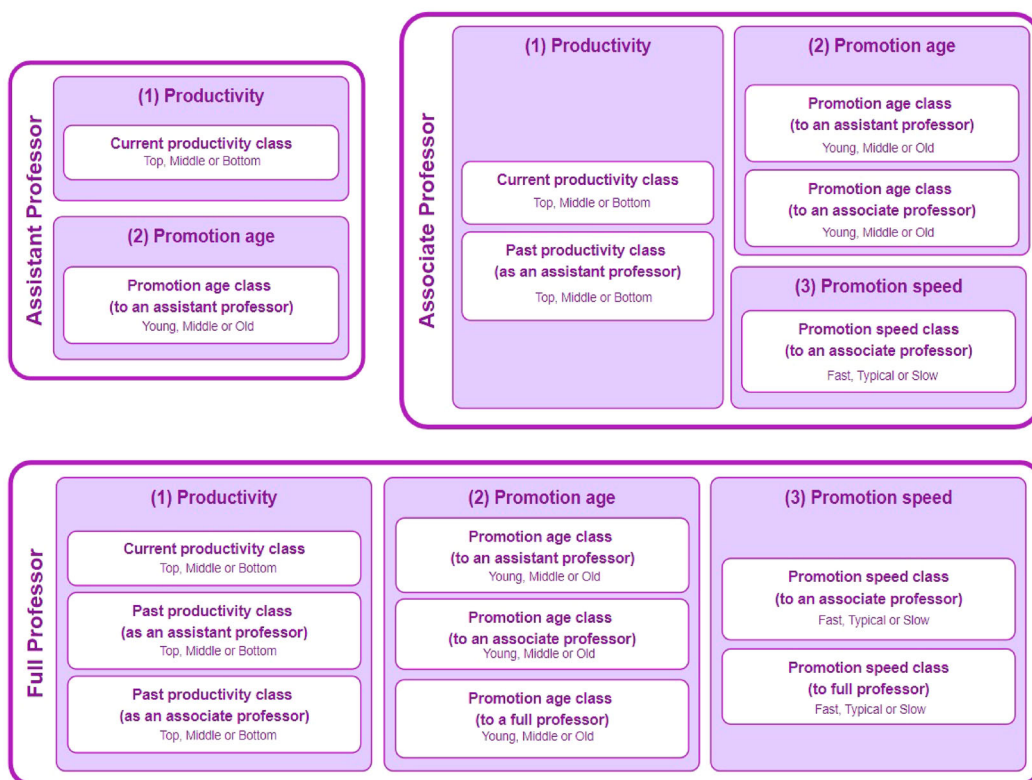 Assistant Professor
(1) Productivity
Current productivity class
Top, Middle or Bottom
(2) Promotion age
Promotion age class
(to an assistant professor)
Young, Middle or Old
Associate Professor
(1) Productivity
Current productivity class
Top, Middle or Bottom
Past productivity class
(as an assistant professor)
Top, Middle or Bottom
(2) Promotion age
Promotion age class
(to an assistant professor)
Young, Middle or Old
Promotion age class
(to an associate professor)
Young, Middle or Old
(3) Promotion speed
Promotion speed class
(to an associate professor)
Fast, Typical or Slow
Full Professor
(1) Productivity
Current productivity class
Top, Middle or Bottom
Past productivity class
(as an assistant professor)
Top, Middle or Bottom
Past productivity class
(as an associate professor)
Top, Middle or Bottom
(2) Promotion age
Promotion age class
(to an assistant professor)
Young, Middle or Old
Promotion age class
(to an associate professor)
Young, Middle or Old
Promotion age class
(to a full professor)
Young, Middle or Old
(3) Promotion speed
Promotion speed class
(to an associate professor)
Fast, Typical or Slow
Promotion speed class
(to full professor)
Fast, Typical or Slow